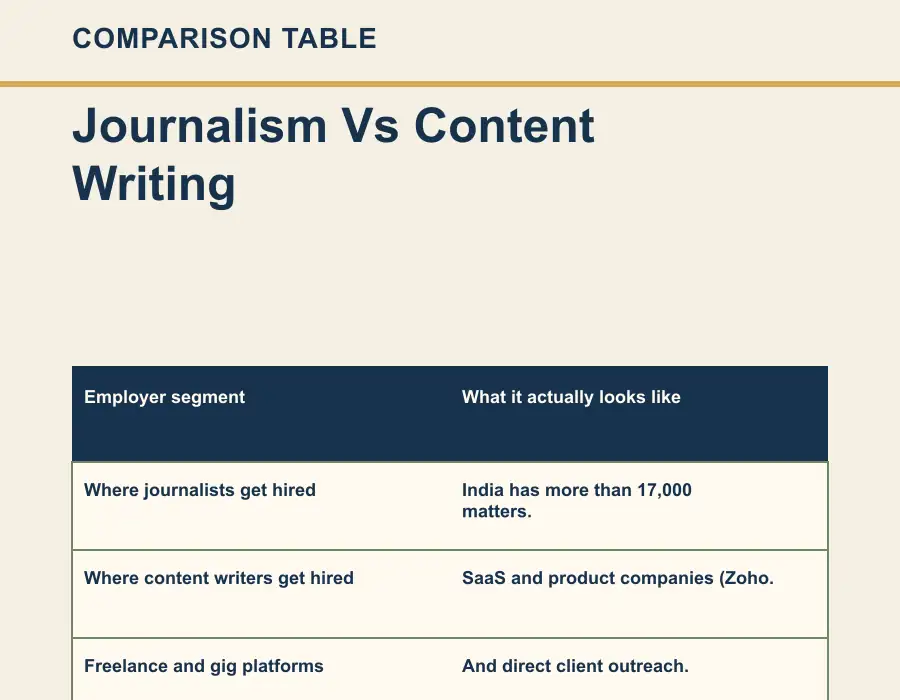 COMPARISON TABLE
Journalism Vs Content
Writing
Employer segment
What it actually looks like
Where journalists get hired
India has more than 17,000
matters.
Where content writers get hired
SaaS and product companies (Zoho.
Freelance and gig platforms
And direct client outreach.